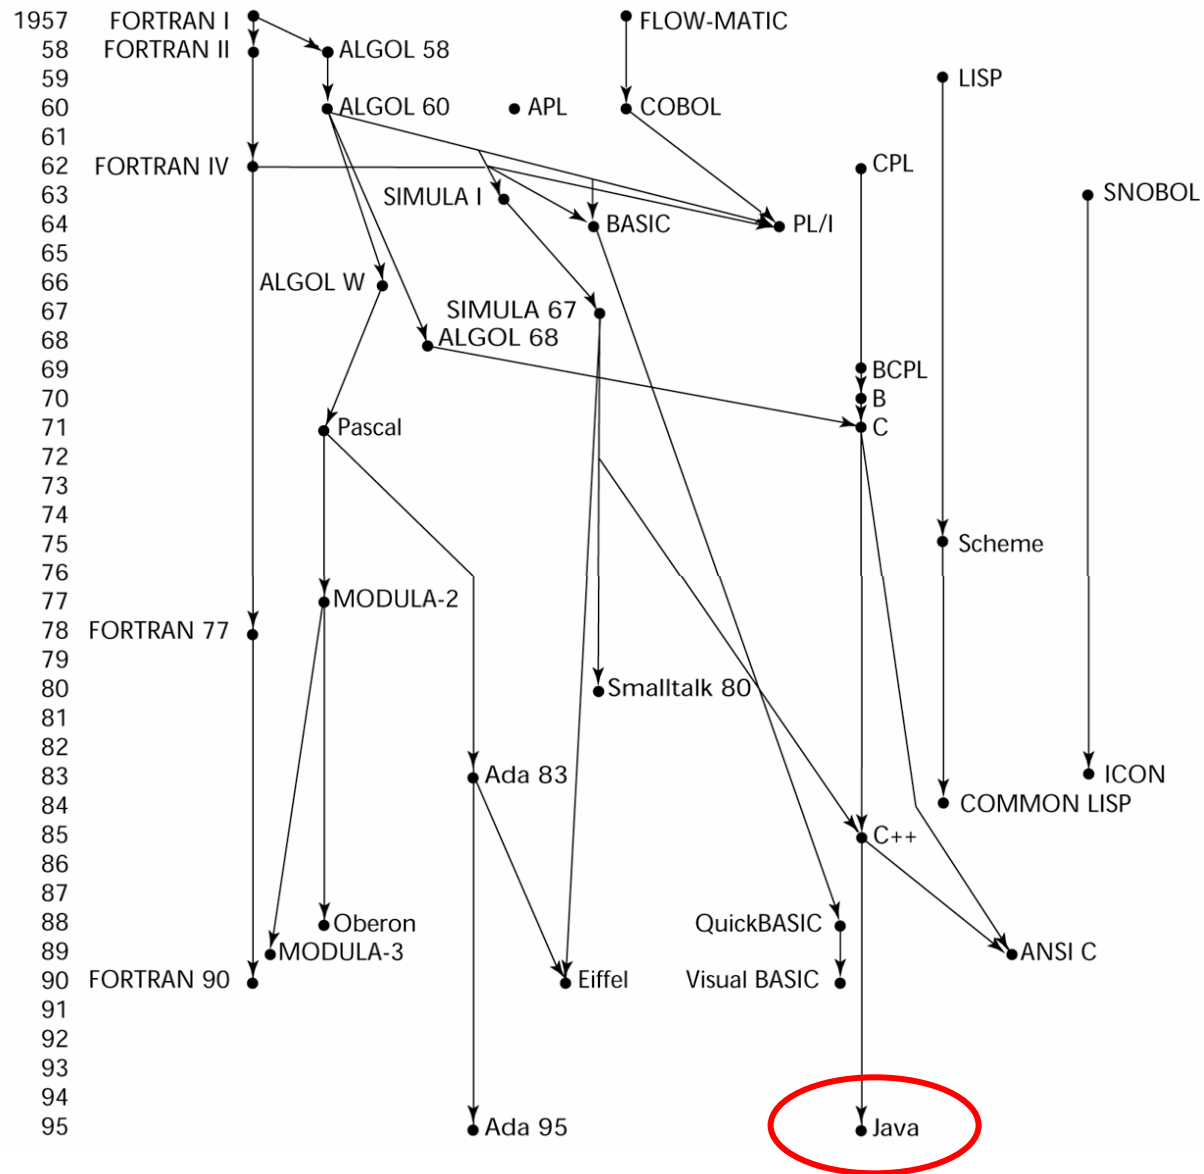 1957 FORTRAN I FLOW-MATIC
58 FORTRAN II ALGOL 58
59 LISP
60 ALGOL 60 APL COBOL
61
62 FORTRAN IV CPL
63 SIMULA I SNOBOL
64 BASIC PL/I
65
66 ALGOL W
67 SIMULA 67
68 ALGOL 68
69 BCPL
70 B
71 Pascal C
72
73
74
75 Scheme
76
77 MODULA-2
78 FORTRAN 77
79
80 Smalltalk 80
81
82
83 Ada 83 ICON
84 COMMON LISP
85 C++
86
87
88 Oberon QuickBASIC
89 MODULA-3 ANSI C
90 FORTRAN 90 Eiffel Visual BASIC
91
92
93
94
95 Ada 95 Java